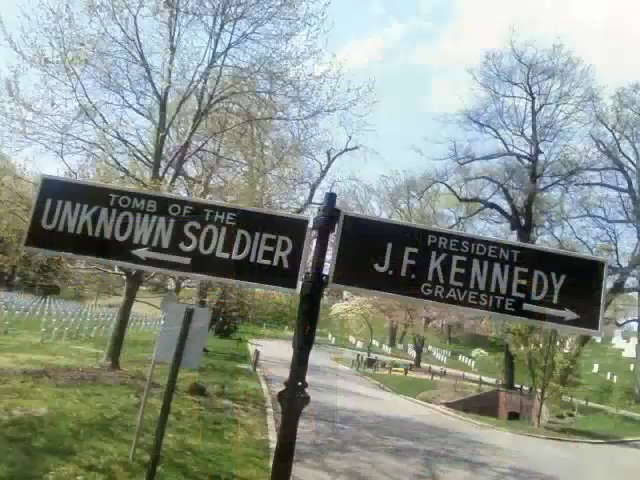 TOMB OF THE
UNKNOWN SOLDIER
PRESIDENT
J.F. KENNEDY
GRAVESITE